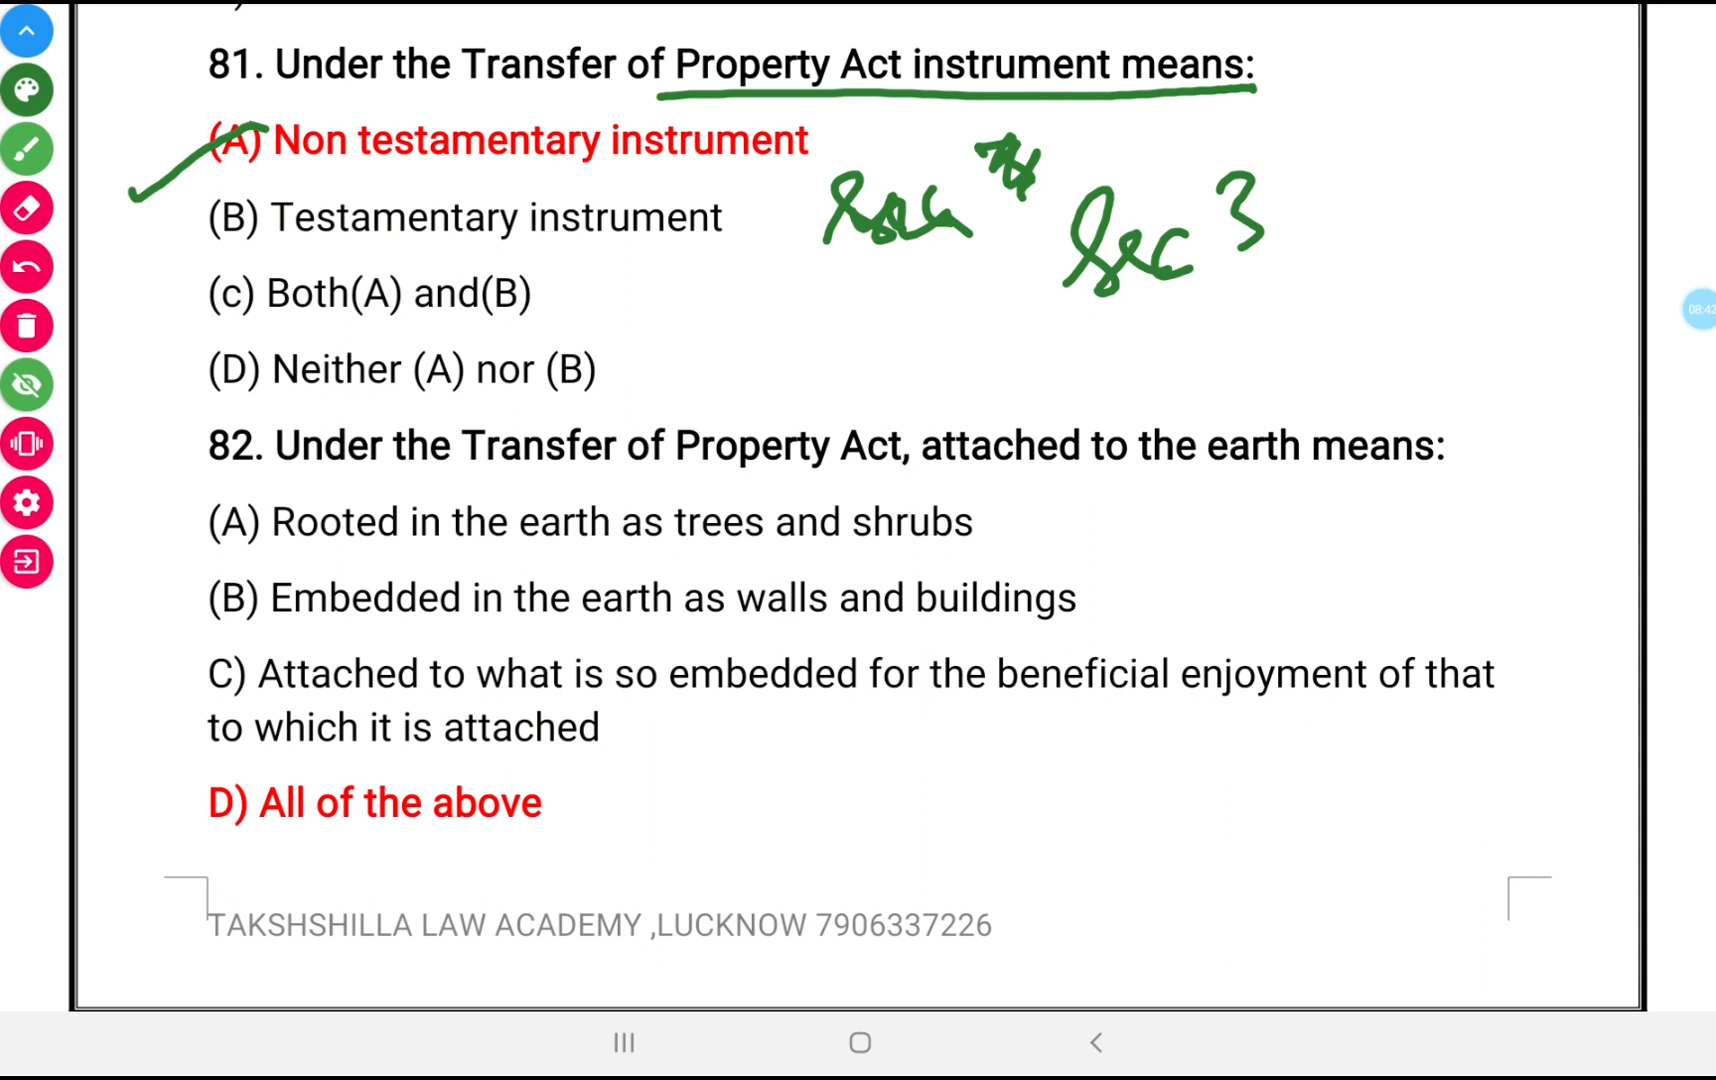 81. Under the Transfer of Property Act instrument means:
(A) Non testamentary instrument
(B) Testamentary instrument
Sec 3
(c) Both(A) and(B)
(D) Neither (A) nor (B)
82. Under the Transfer of Property Act, attached to the earth means:
(A) Rooted in the earth as trees and shrubs
(B) Embedded in the earth as walls and buildings
C) Attached to what is so embedded for the beneficial enjoyment of that
to which it is attached
D) All of the above
TAKSHSHILLA LAW ACADEMY ,LUCKNOW 7906337226
08:42